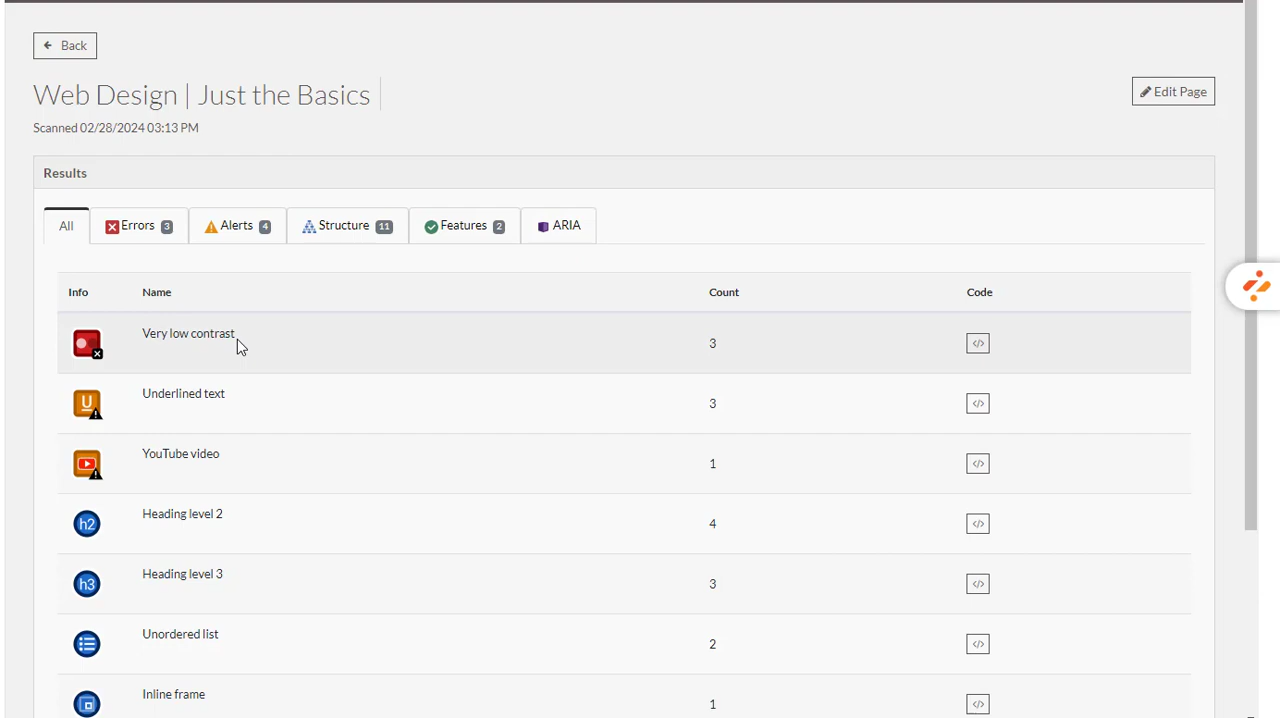 Back
Web Design | Just the Basics
Edit Page
Scanned 02/28/2024 03:13 PM
Results
All Errors 3 Alerts 4 Structure 11 Features 2 ARIA
Info Name Count Code
Very low contrast 3 </>
U Underlined text 3 </>
YouTube video 1 </>
h2 Heading level 2 4 </>
h3 Heading level 3 3 </>
Unordered list 2 </>
Inline frame 1 </>